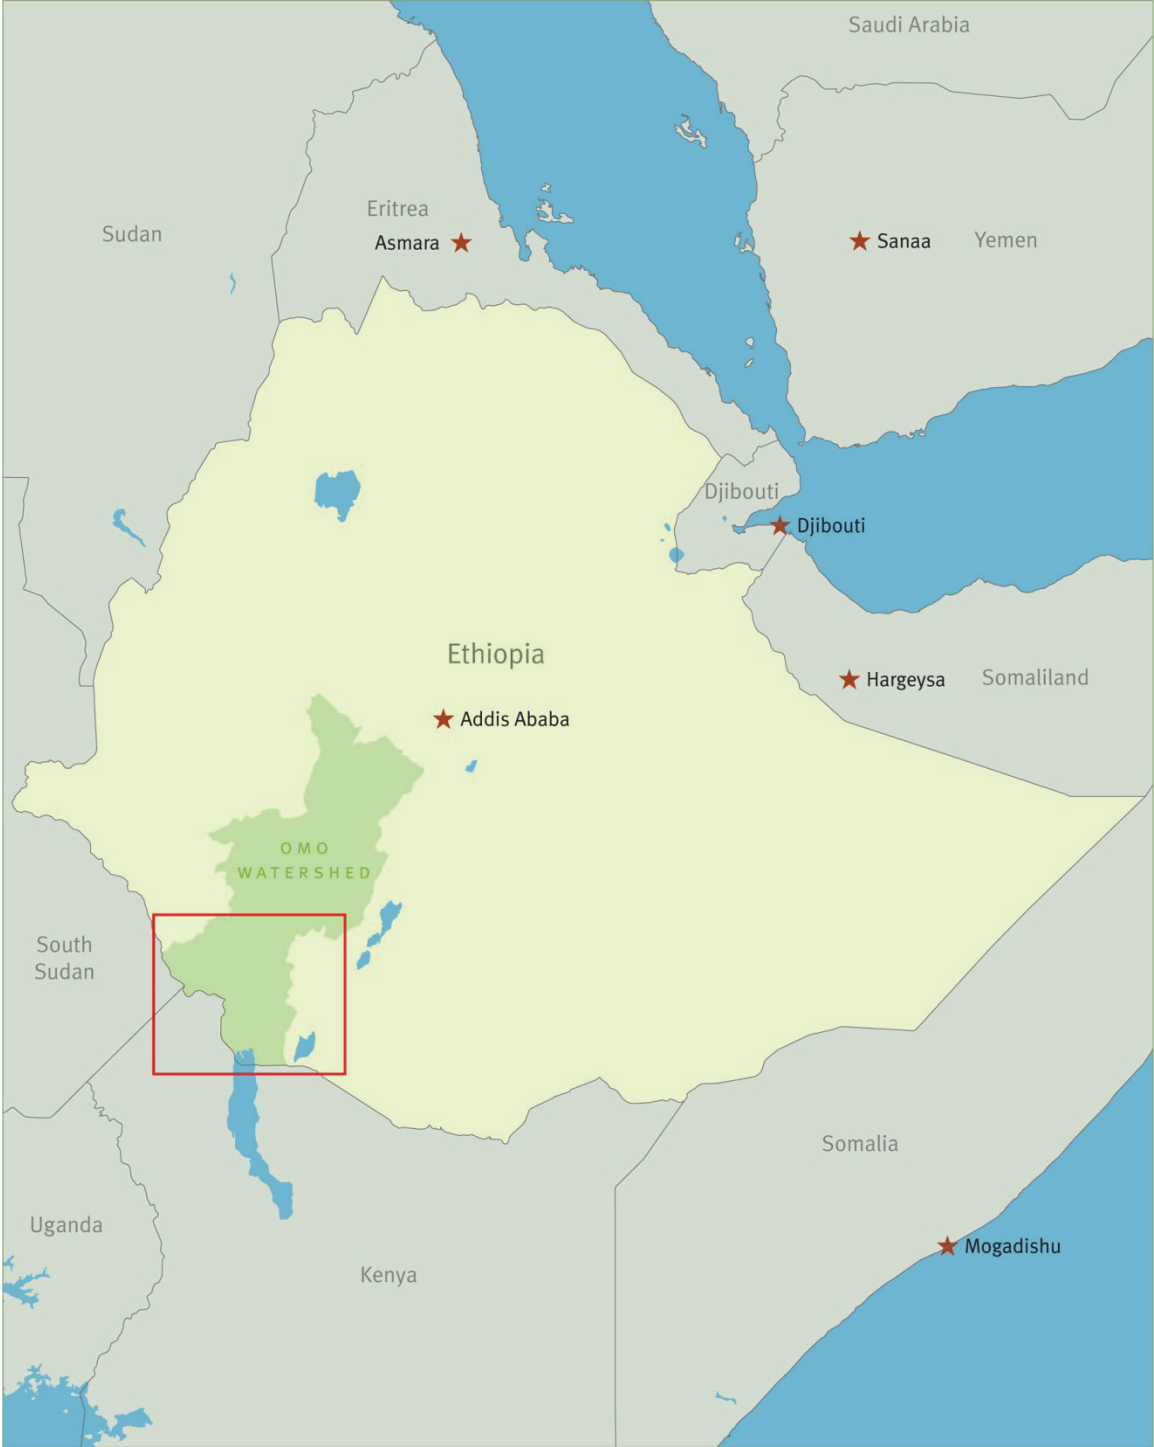 Saudi Arabia
Eritrea
Sudan
Asmara
Sanaa
Yemen
Djibouti
Djibouti
Ethiopia
Hargeysa
Somaliland
Addis Ababa
OMO
WATERSHED
South
Sudan
Somalia
Uganda
Mogadishu
Kenya